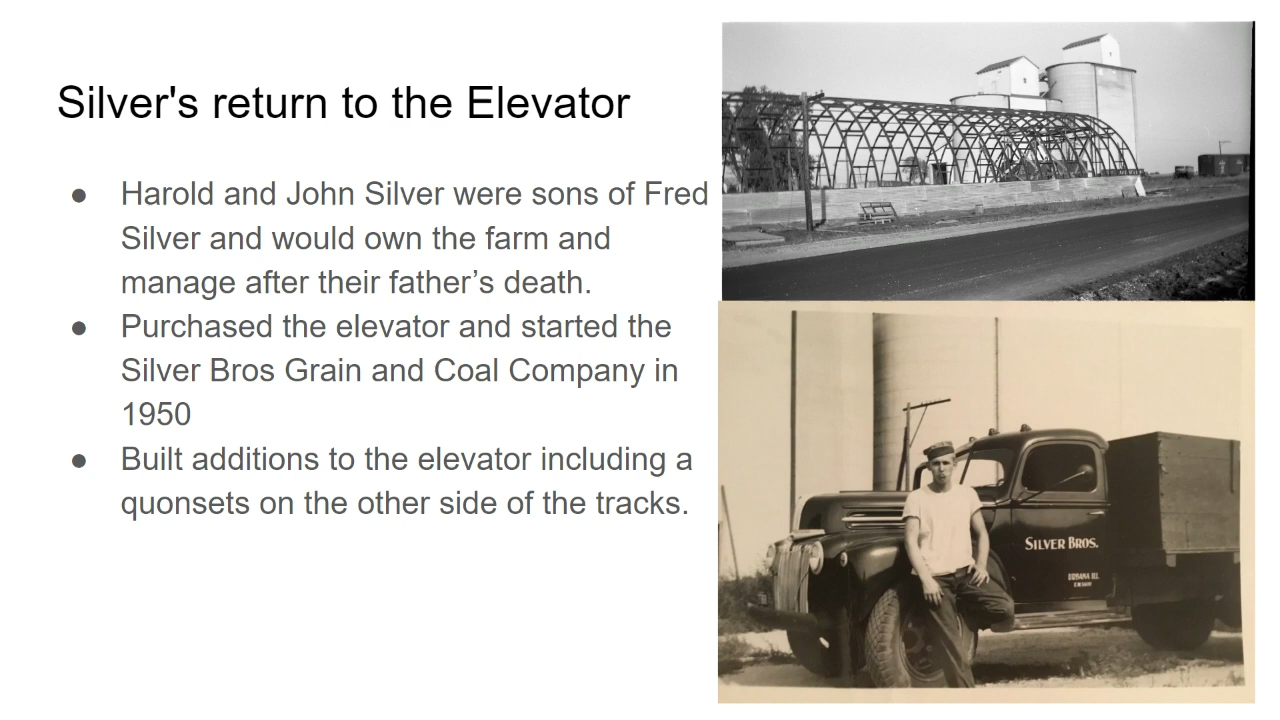 Silver's return to the Elevator
● Harold and John Silver were sons of Fred
Silver and would own the farm and
manage after their father’s death.
● Purchased the elevator and started the
Silver Bros Grain and Coal Company in
1950
● Built additions to the elevator including a
quonsets on the other side of the tracks.
SILVER BROS.
URBANA ILL